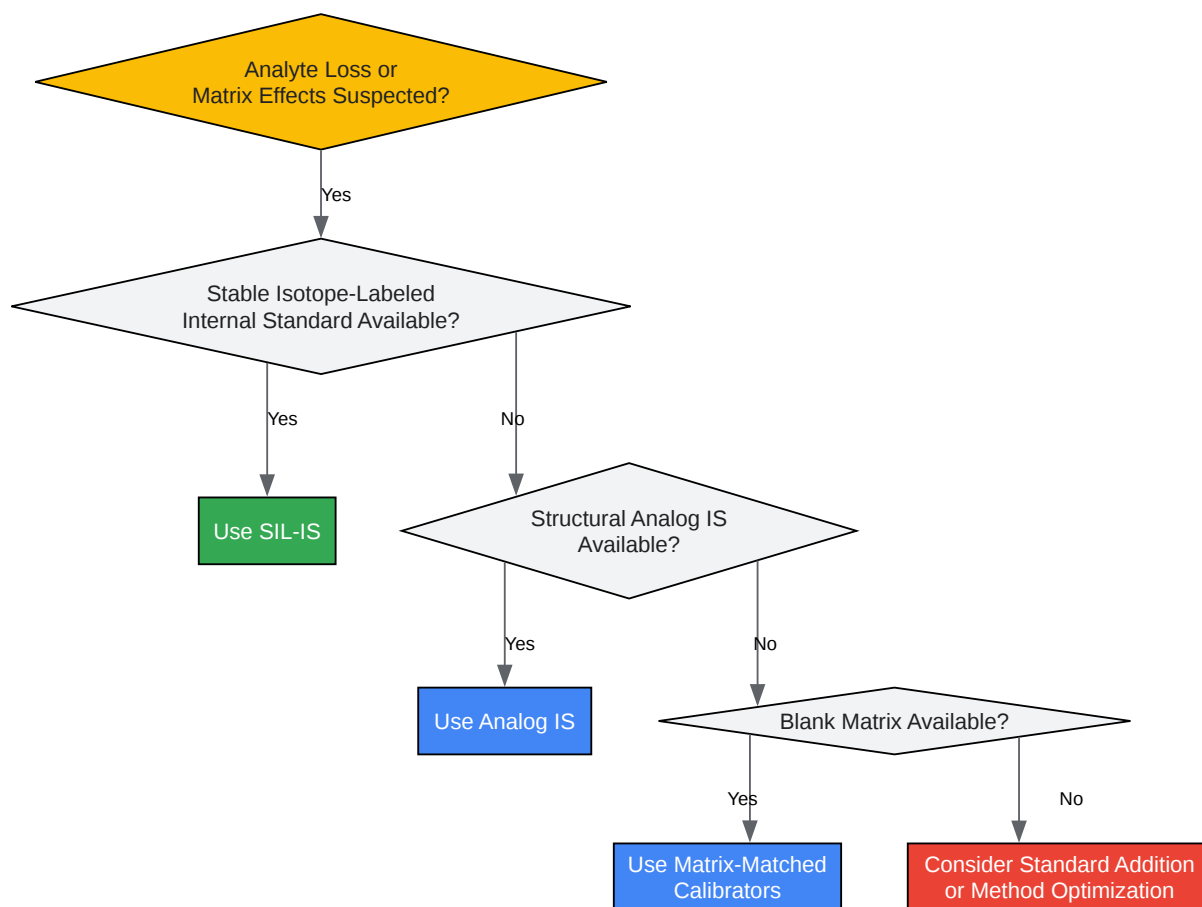 Analyte Loss or
Matrix Effects Suspected?
Yes
Stable Isotope-Labeled
Internal Standard Available?
Yes
No
Use SIL-IS
Structural Analog IS
Available?
Yes
No
Use Analog IS
Blank Matrix Available?
Yes
No
Use Matrix-Matched
Calibrators
Consider Standard Addition
or Method Optimization